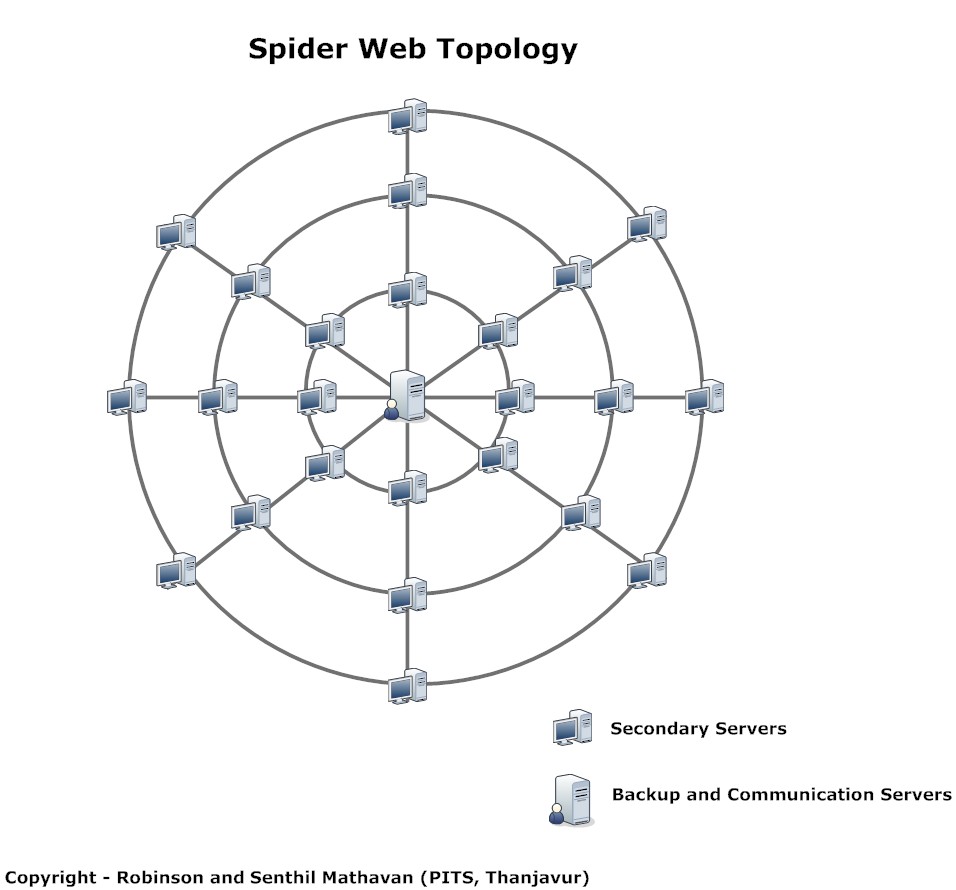 Spider Web Topology
Secondary Servers
Backup and Communication Servers
Copyright - Robinson and Senthil Mathavan (PITS, Thanjavur)